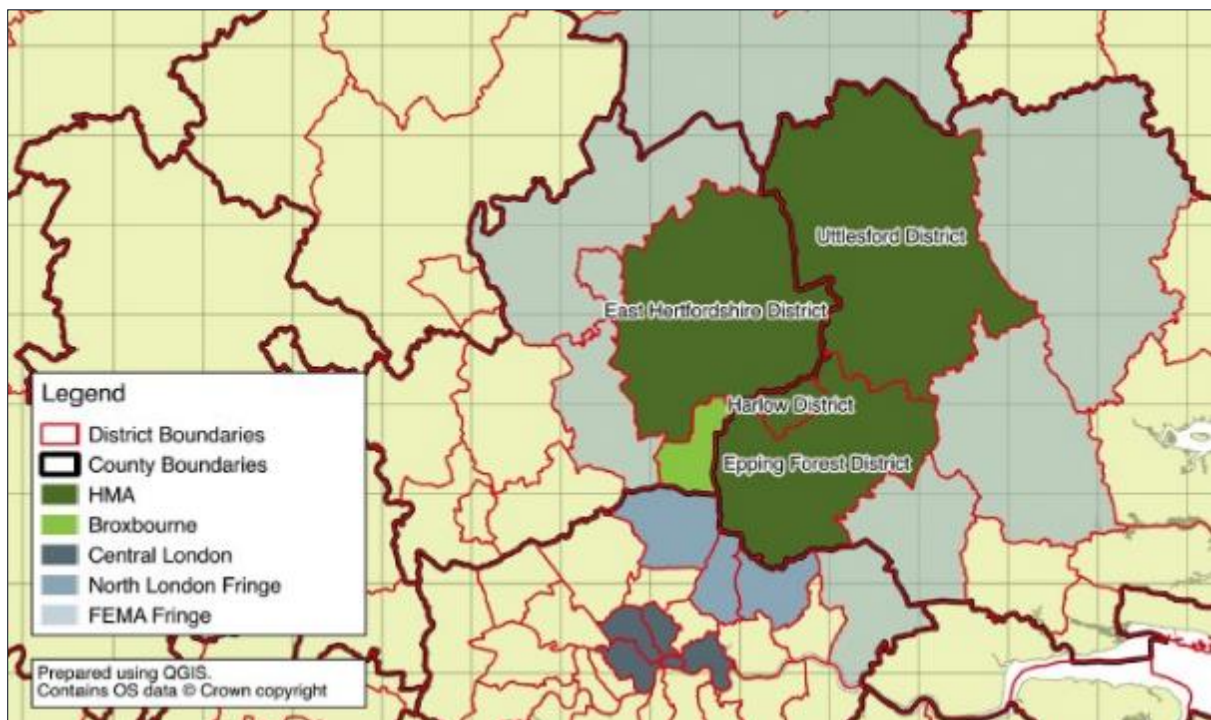 Uttlesford District
East Hertfordshire District
Harlow District
Epping Forest District
Legend
District Boundaries
County Boundaries
HMA
Broxbourne
Central London
North London Fringe
FEMA Fringe
Prepared using QGIS.
Contains OS data © Crown copyright